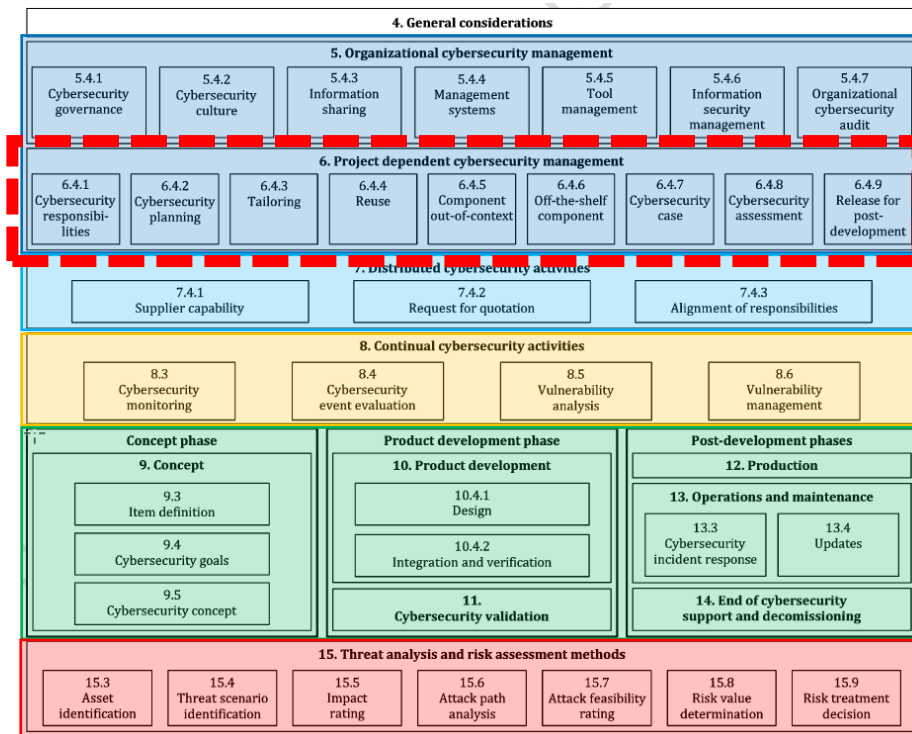 4. General considerations
5. Organizational cybersecurity management
5.4.1
Cybersecurity
governance
5.4.2
Cybersecurity
culture
5.4.3
Information
sharing
5.4.4
Management
systems
5.4.5
Tool
management
5.4.6
Information
security
management
5.4.7
Organizational
cybersecurity
audit
6. Project dependent cybersecurity management
6.4.1
Cybersecurity
responsibi-
lities
6.4.2
Cybersecurity
planning
6.4.3
Tailoring
6.4.4
Reuse
6.4.5
Component
out-of-context
6.4.6
Off-the-shelf
component
6.4.7
Cybersecurity
case
6.4.8
Cybersecurity
assessment
6.4.9
Release for
post-
development
7. Distributed cybersecurity activities
7.4.1
Supplier capability
7.4.2
Request for quotation
7.4.3
Alignment of responsibilities
8. Continual cybersecurity activities
8.3
Cybersecurity
monitoring
8.4
Cybersecurity
event evaluation
8.5
Vulnerability
analysis
8.6
Vulnerability
management
Concept phase
9. Concept
9.3
Item definition
9.4
Cybersecurity goals
9.5
Cybersecurity concept
Product development phase
10. Product development
10.4.1
Design
10.4.2
Integration and verification
11.
Cybersecurity validation
Post-development phases
12. Production
13. Operations and maintenance
13.3
Cybersecurity
incident response
13.4
Updates
14. End of cybersecurity
support and decomissioning
15. Threat analysis and risk assessment methods
15.3
Asset
identification
15.4
Threat scenario
identification
15.5
Impact
rating
15.6
Attack path
analysis
15.7
Attack feasibility
rating
15.8
Risk value
determination
15.9
Risk treatment
decision